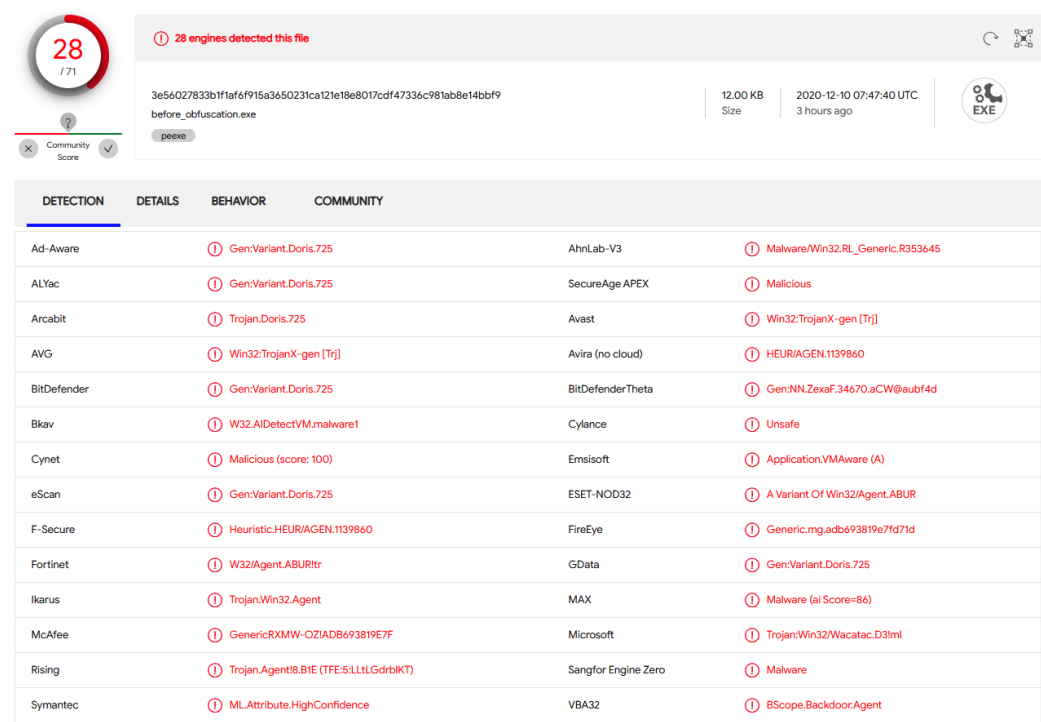 28
/ 71
?
Community
Score
28 engines detected this file
3e56027833b1f1af6f915a3650231ca121e18e8017cdf47336c981ab8e14bbf9
before_obfuscation.exe
peexe
12.00 KB
Size
2020-12-10 07:47:40 UTC
3 hours ago
EXE
DETECTION DETAILS BEHAVIOR COMMUNITY
Ad-Aware Gen:Variant.Doris.725 AhnLab-V3 Malware/Win32.RL_Generic.R353645
ALYac Gen:Variant.Doris.725 SecureAge APEX Malicious
Arcabit Trojan.Doris.725 Avast Win32:TrojanX-gen [Trj]
AVG Win32:TrojanX-gen [Trj] Avira (no cloud) HEUR/AGEN.1139860
BitDefender Gen:Variant.Doris.725 BitDefenderTheta Gen:NN.ZexaF.34670.aCW@aubf4d
Bkav W32.AIDetectVM.malware1 Cylance Unsafe
Cynet Malicious (score: 100) Emsisoft Application.VMAware (A)
eScan Gen:Variant.Doris.725 ESET-NOD32 A Variant Of Win32/Agent.ABUR
F-Secure Heuristic.HEUR/AGEN.1139860 FireEye Generic.mg.adb693819e7fd71d
Fortinet W32/Agent.ABUR!tr GData Gen:Variant.Doris.725
Ikarus Trojan.Win32.Agent MAX Malware (ai Score=86)
McAfee GenericRXMW-OZ!ADB693819E7F Microsoft Trojan:Win32/Wacatac.D3!ml
Rising Trojan.Agent!8.B1E (TFE:5:LLtLGdrbIKT) Sangfor Engine Zero Malware
Symantec ML.Attribute.HighConfidence VBA32 BScope.Backdoor.Agent